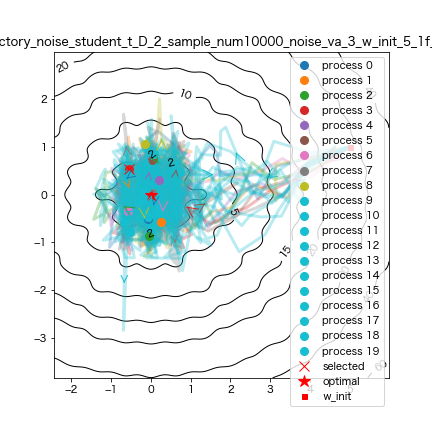 ctory_noise_student_t_D_2_sample_num10000_noise_va_3_w_init_5_1f_
20
10
2
2
2
5
15
2
1
0
−1
−2
−3
−2
−1
0
1
2
3
process 0
process 1
process 2
process 3
process 4
process 5
process 6
process 7
process 8
process 9
process 10
process 11
process 12
process 13
process 14
process 15
process 16
process 17
process 18
process 19
selected
optimal
w_init